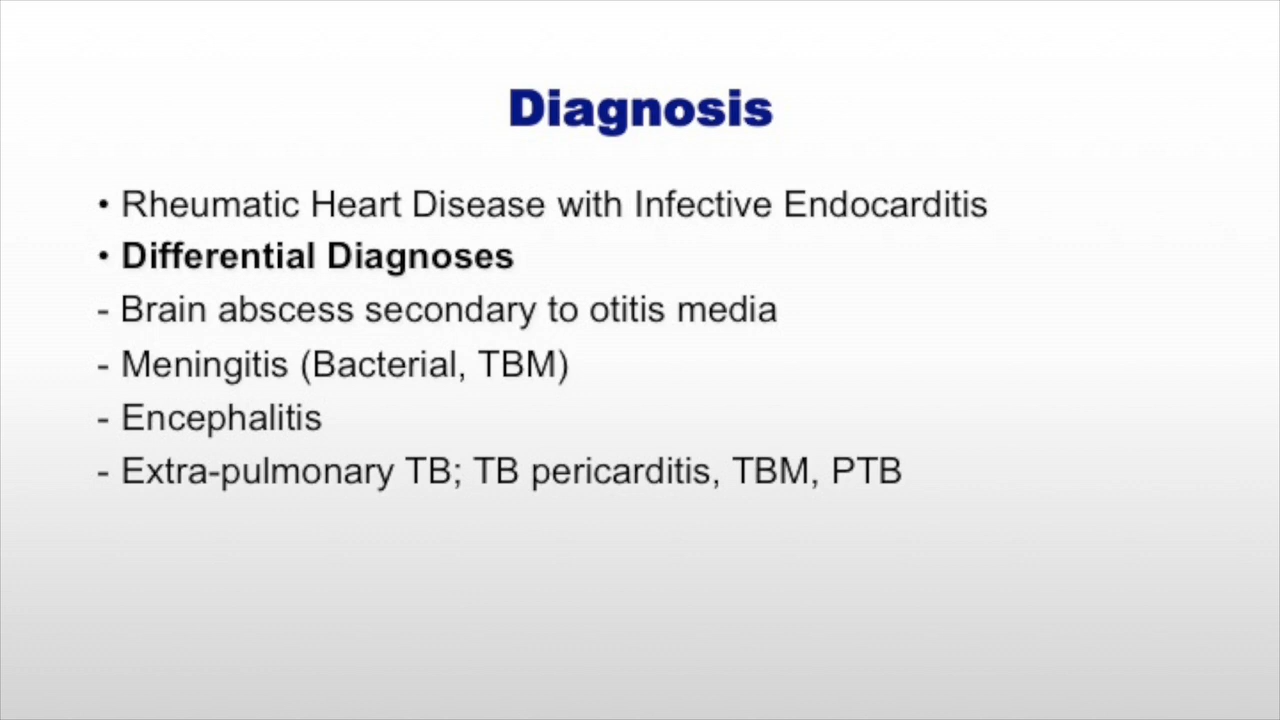 Diagnosis
• Rheumatic Heart Disease with Infective Endocarditis
• Differential Diagnoses
- Brain abscess secondary to otitis media
- Meningitis (Bacterial, TBM)
- Encephalitis
- Extra-pulmonary TB; TB pericarditis, TBM, PTB